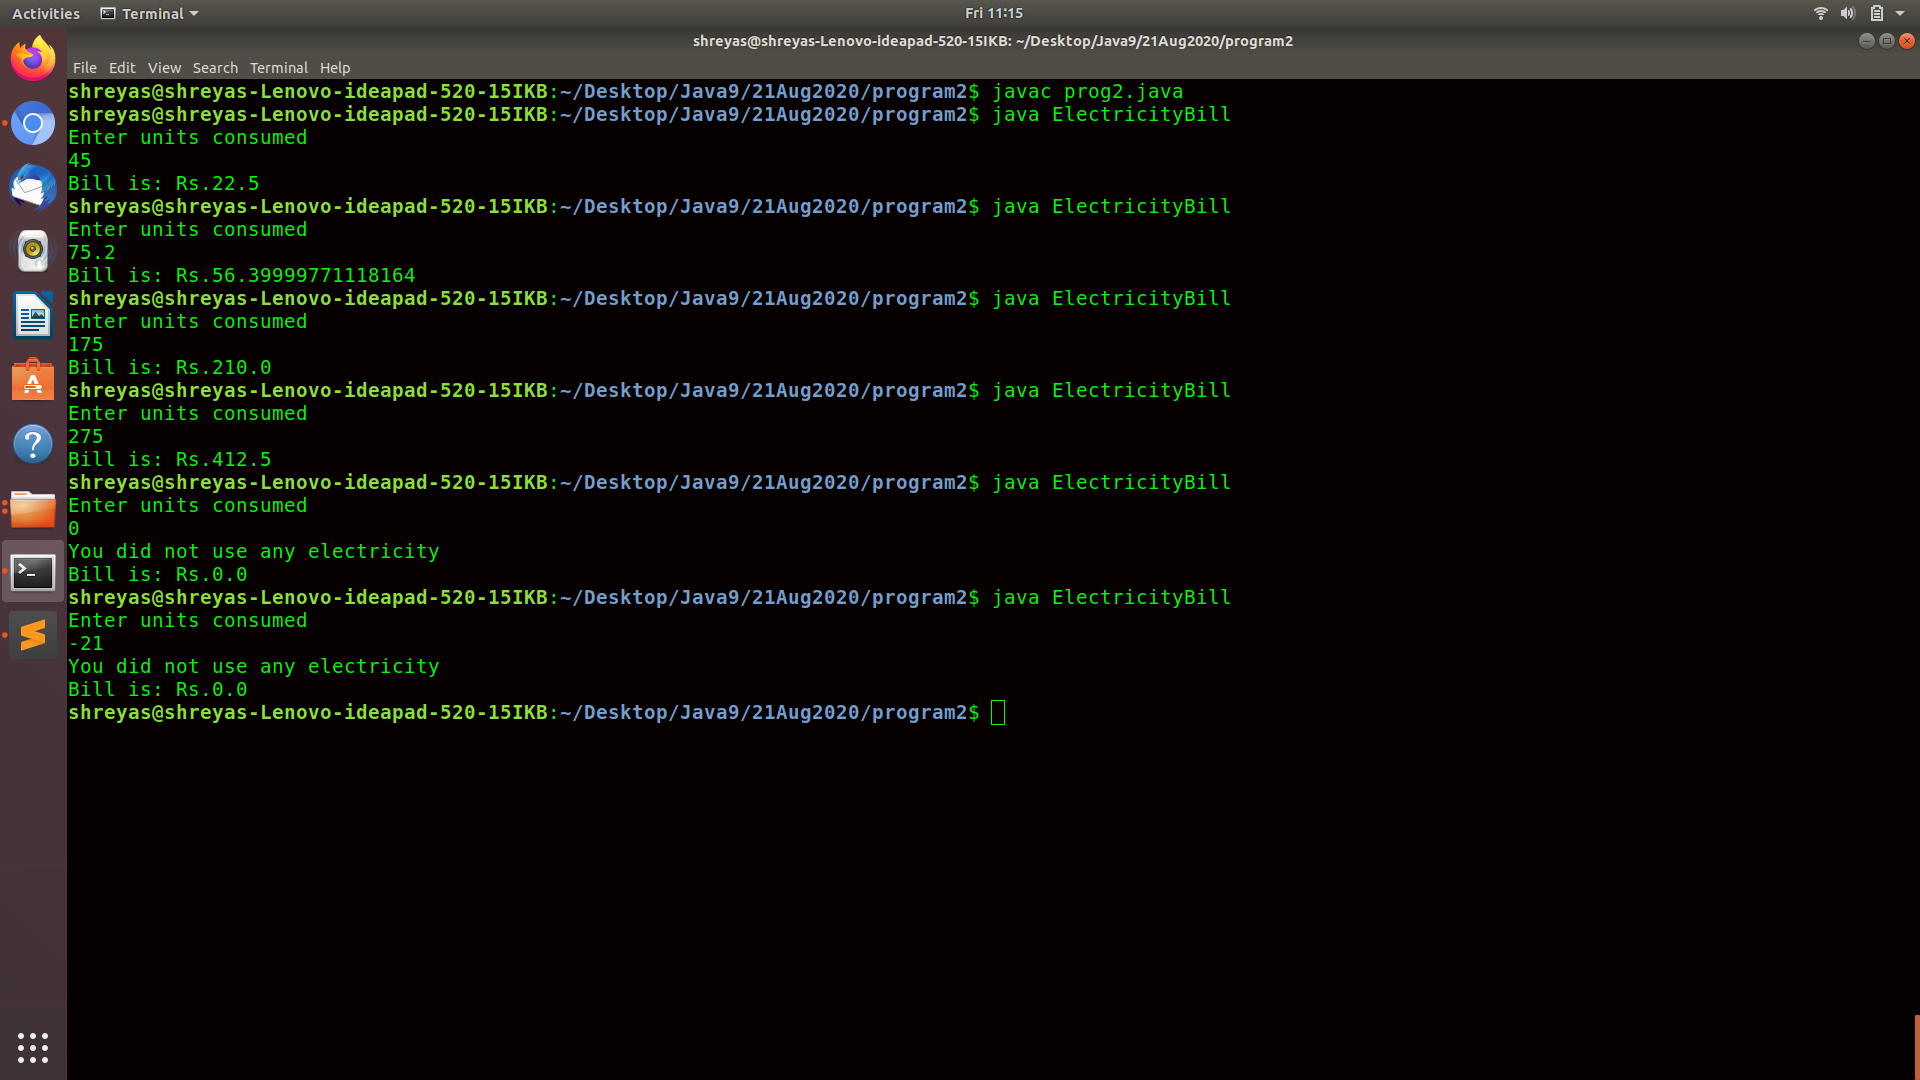 Activities Terminal Fri 11:15
shreyas@shreyas-Lenovo-ideapad-520-15IKB: ~/Desktop/Java9/21Aug2020/program2
File Edit View Search Terminal Help
shreyas@shreyas-Lenovo-ideapad-520-15IKB:~/Desktop/Java9/21Aug2020/program2$ javac prog2.java
shreyas@shreyas-Lenovo-ideapad-520-15IKB:~/Desktop/Java9/21Aug2020/program2$ java ElectricityBill
Enter units consumed
45
Bill is: Rs.22.5
shreyas@shreyas-Lenovo-ideapad-520-15IKB:~/Desktop/Java9/21Aug2020/program2$ java ElectricityBill
Enter units consumed
75.2
Bill is: Rs.56.39999771118164
shreyas@shreyas-Lenovo-ideapad-520-15IKB:~/Desktop/Java9/21Aug2020/program2$ java ElectricityBill
Enter units consumed
175
Bill is: Rs.210.0
shreyas@shreyas-Lenovo-ideapad-520-15IKB:~/Desktop/Java9/21Aug2020/program2$ java ElectricityBill
Enter units consumed
275
Bill is: Rs.412.5
shreyas@shreyas-Lenovo-ideapad-520-15IKB:~/Desktop/Java9/21Aug2020/program2$ java ElectricityBill
Enter units consumed
0
You did not use any electricity
Bill is: Rs.0.0
shreyas@shreyas-Lenovo-ideapad-520-15IKB:~/Desktop/Java9/21Aug2020/program2$ java ElectricityBill
Enter units consumed
-21
You did not use any electricity
Bill is: Rs.0.0
shreyas@shreyas-Lenovo-ideapad-520-15IKB:~/Desktop/Java9/21Aug2020/program2$